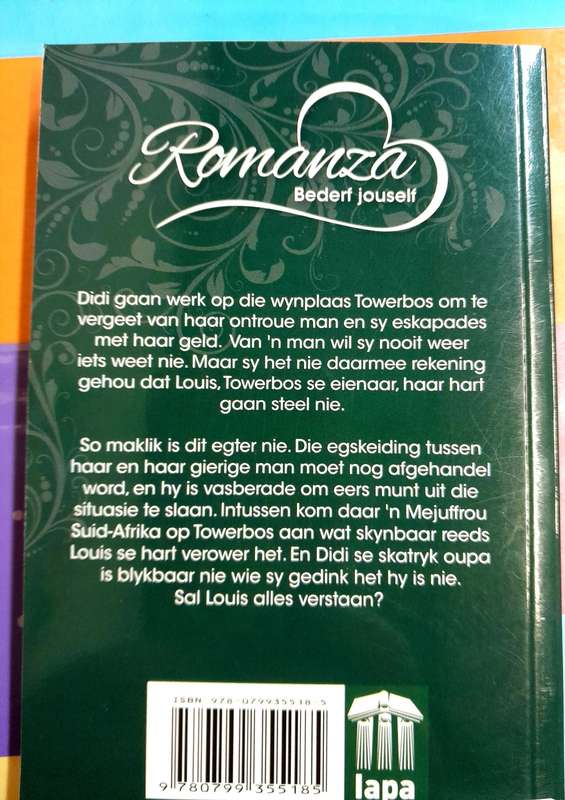 Romanza
Bederf jouself
Didi gaan werk op die wynplaas Towerbos om te
vergeet van haar ontroue man en sy eskapades
met haar geld. Van 'n man wil sy nooit weer
iets weet nie. Maar sy het nie daarmee rekening
gehou dat Louis, Towerbos se eienaar, haar hart
gaan steel nie.
So maklik is dit egter nie. Die egskeiding tussen
haar en haar gierige man moet nog afgehandel
word, en hy is vasberade om eers munt uit die
situasie te slaan. Intussen kom daar 'n Mejuffrou
Suid-Afrika op Towerbos aan wat skynbaar reeds
Louis se hart verower het. En Didi se skatryk oupa
is blykbaar nie wie sy gedink het hy is nie.
Sal Louis alles verstaan?
ISBN 978-079935518 5
9 780799 355185
lapa